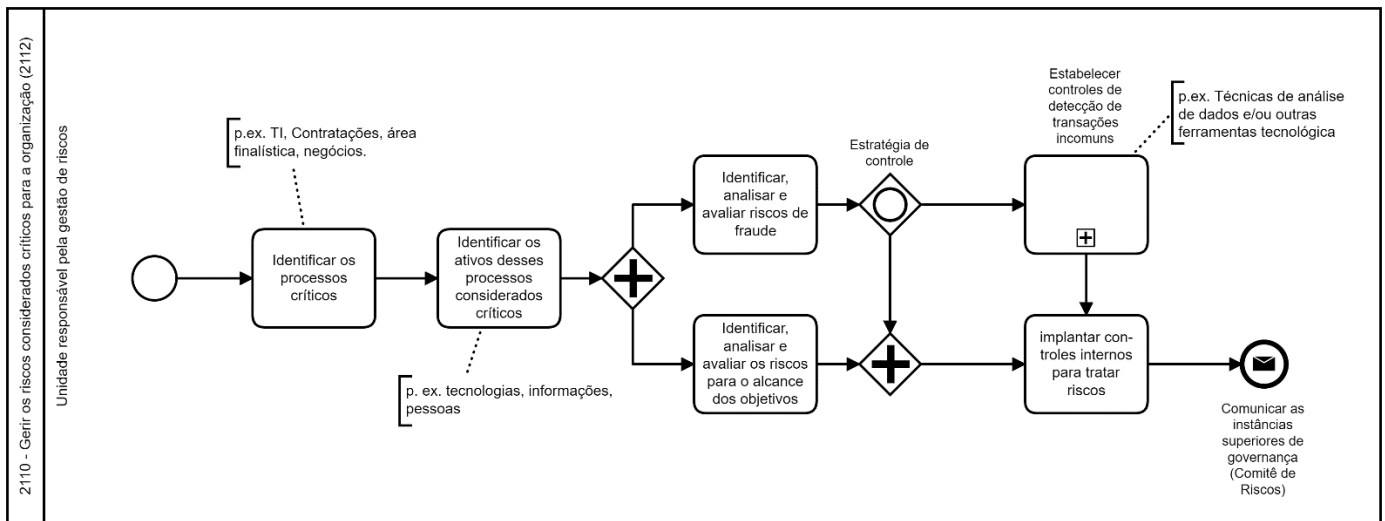 2110 - Gerir os riscos considerados críticos para a organização (2112)
Unidade responsável pela gestão de riscos
p.ex. TI, Contratações, área
finalística, negócios.
Identificar os
processos
críticos
Identificar os
ativos desses
processos
considerados
críticos
p. ex. tecnologias, informações,
pessoas
Identificar,
analisar e
avaliar riscos de
fraude
Identificar,
analisar e
avaliar os riscos
para o alcance
dos objetivos
Estratégia de
controle
Estabelecer
controles de
detecção de
transações
incomuns
p.ex. Técnicas de análise
de dados e/ou outras
ferramentas tecnológica
implantar con-
troles internos
para tratar
riscos
Comunicar as
instâncias
superiores de
governança
(Comitê de
Riscos)